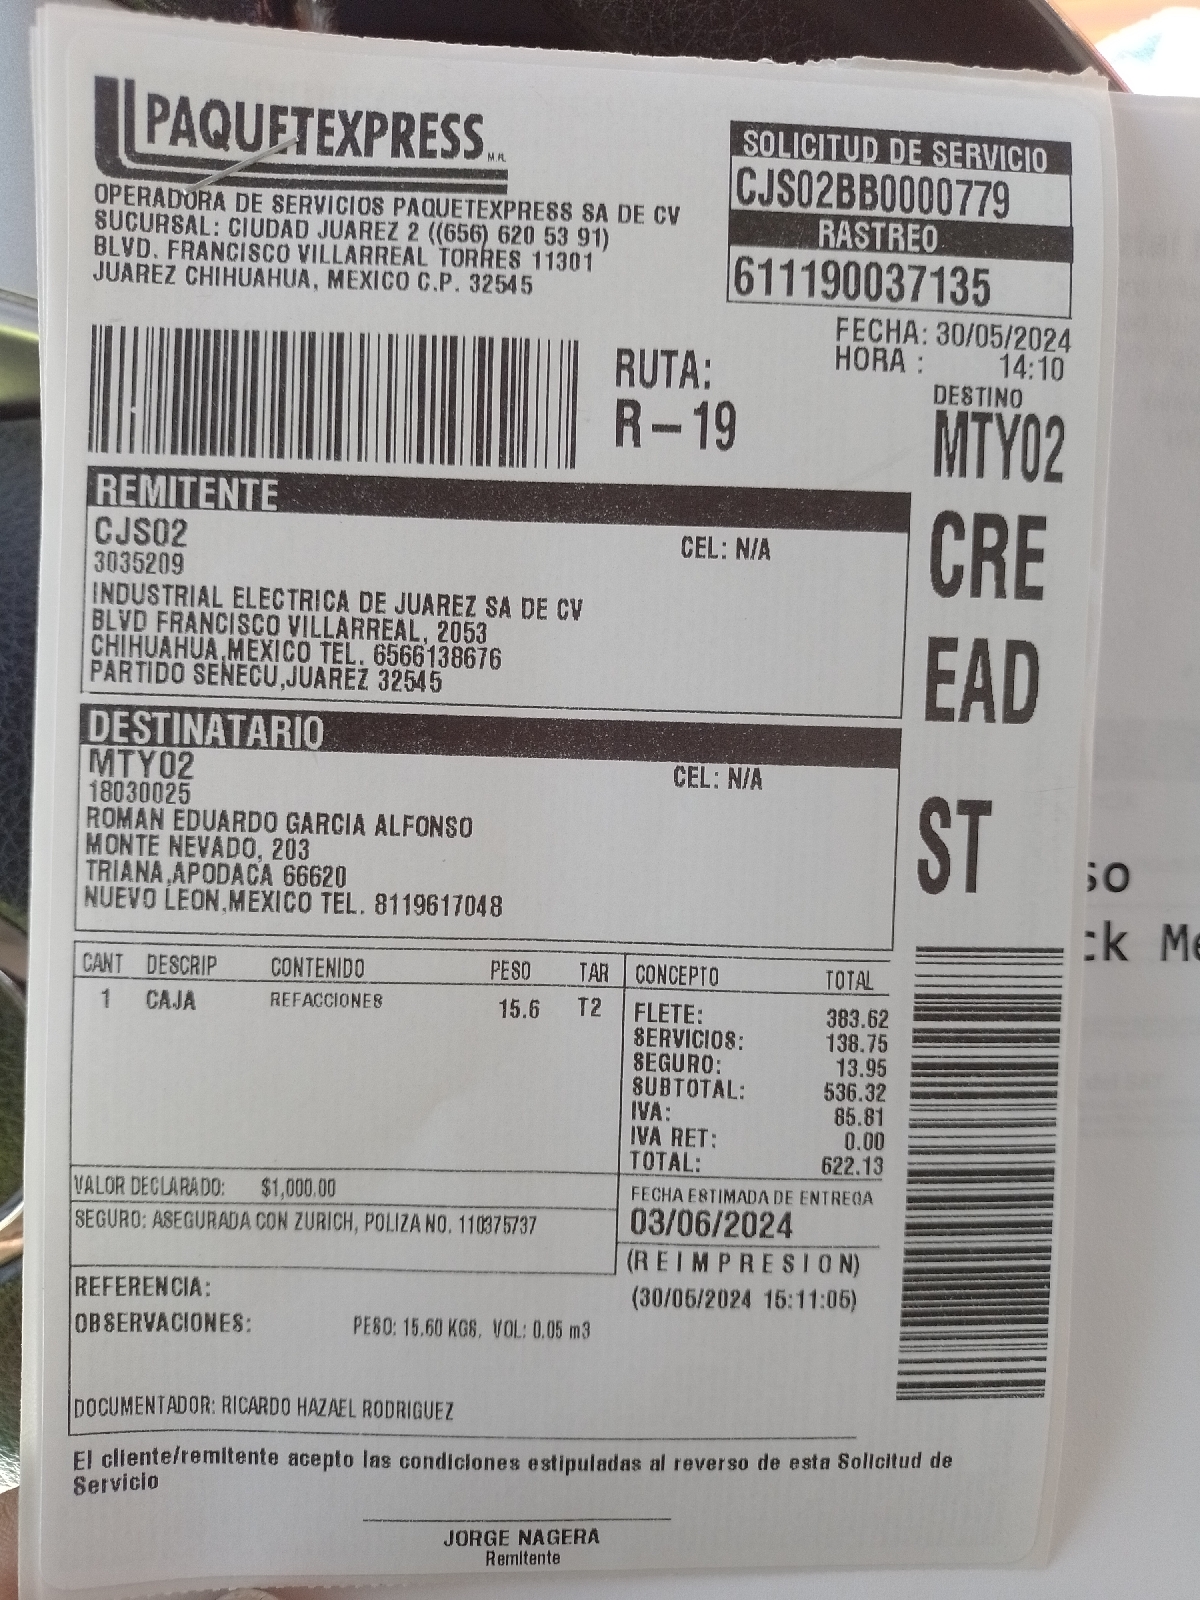 PAQUETEXPRESS M.R.
OPERADORA DE SERVICIOS PAQUETEXPRESS SA DE CV
SUCURSAL: CIUDAD JUAREZ 2 ((656) 620 53 91)
BLVD. FRANCISCO VILLARREAL TORRES 11301
JUAREZ CHIHUAHUA, MEXICO C.P. 32545
SOLICITUD DE SERVICIO
CJS02BB0000779
RASTREO
611190037135
FECHA: 30/05/2024
HORA : 14:10
RUTA:
R-19
DESTINO
MTY02
CRE
EAD
ST
REMITENTE
CJS02
CEL: N/A
3035209
INDUSTRIAL ELECTRICA DE JUAREZ SA DE CV
BLVD FRANCISCO VILLARREAL, 2053
CHIHUAHUA,MEXICO TEL. 6566138676
PARTIDO SENECU,JUAREZ 32545
DESTINATARIO
MTY02
CEL: N/A
18030025
ROMAN EDUARDO GARCIA ALFONSO
MONTE NEVADO, 203
TRIANA,APODACA 66620
NUEVO LEON,MEXICO TEL. 8119617048
CANT DESCRIP CONTENIDO PESO TAR
1 CAJA REFACCIONES 15.6 T2
CONCEPTO TOTAL
FLETE: 383.62
SERVICIOS: 138.75
SEGURO: 13.95
SUBTOTAL: 536.32
IVA: 85.81
IVA RET: 0.00
TOTAL: 622.13
VALOR DECLARADO: $1,000.00
SEGURO: ASEGURADA CON ZURICH, POLIZA NO. 110375737
FECHA ESTIMADA DE ENTREGA
03/06/2024
(REIMPRESION)
(30/05/2024 15:11:05)
REFERENCIA:
OBSERVACIONES: PESO: 15.60 KGS, VOL: 0.05 m3
DOCUMENTADOR: RICARDO HAZAEL RODRIGUEZ
El cliente/remitente acepto las condiciones estipuladas al reverso de esta Solicitud de
Servicio
JORGE NAGERA
Remitente
so
ck Me